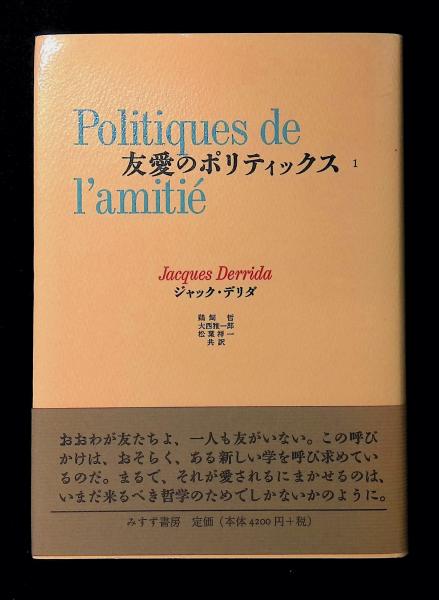 Politiques de
友愛のポリティックス 1
l'amitié
Jacques Derrida
ジャック・デリダ
鵜飼 哲
大西雅一郎
松葉祥一
共訳
おおわが友たちよ、一人も友がいない。この呼び
かけは、おそらく、ある新しい学を呼び求めてい
るのだ。まるで、それが愛されるにまかせるのは、
いまだ来るべき哲学のためでしかないかのように。
みすず書房 定価（本体4200円＋税）